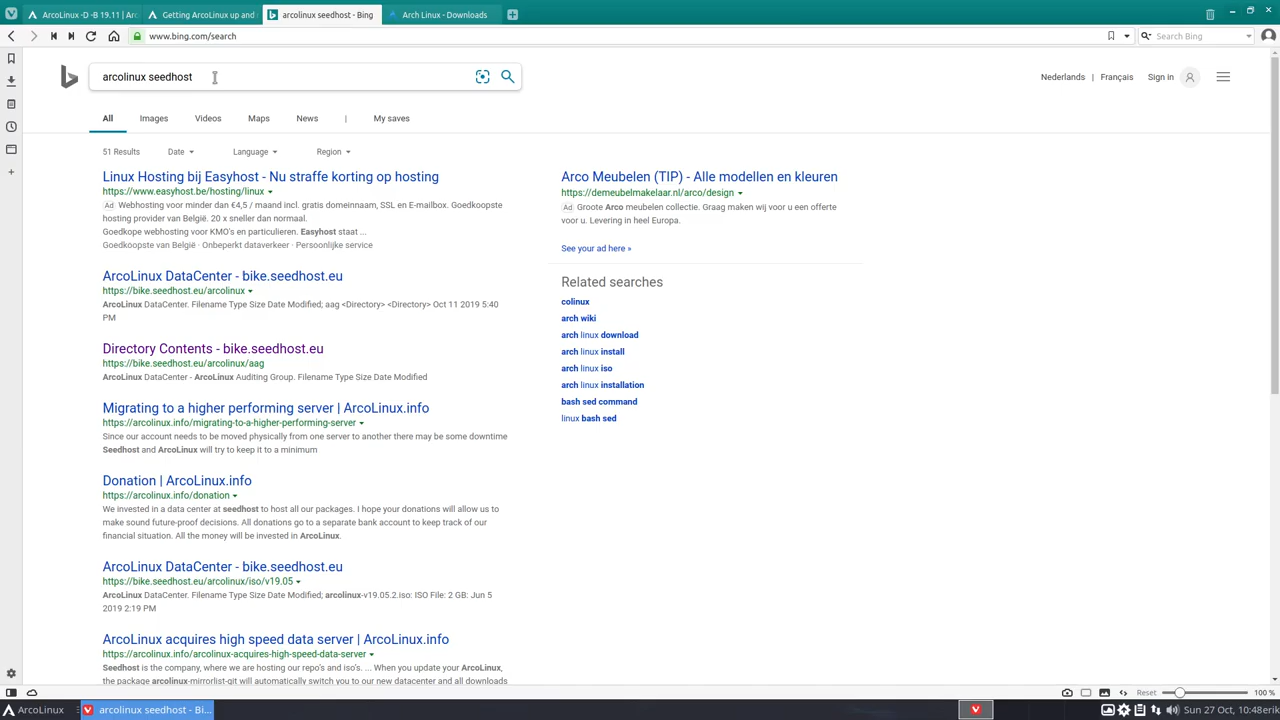 ArcoLinux -D -B 19.11 | Arc
Getting ArcoLinux up and
arcolinux seedhost - Bing
Arch Linux - Downloads
www.bing.com/search
Search Bing
arcolinux seedhost
Nederlands | Français
Sign in
All
Images
Videos
Maps
News
|
My saves
51 Results
Date
Language
Region
Linux Hosting bij Easyhost - Nu straffe korting op hosting
https://www.easyhost.be/hosting/linux
Ad Webhosting voor minder dan €4,5 / maand incl. gratis domeinnaam, SSL en E-mailbox. Goedkoopste
hosting provider van België. 20 x sneller dan normaal.
Goedkope webhosting voor KMO's en particulieren. Easyhost staat ...
Goedkoopste van België · Onbeperkt dataverkeer · Persoonlijke service
ArcoLinux DataCenter - bike.seedhost.eu
https://bike.seedhost.eu/arcolinux
ArcoLinux DataCenter. Filename Type Size Date Modified; aag <Directory> <Directory> Oct 11 2019 5:40
PM
Directory Contents - bike.seedhost.eu
https://bike.seedhost.eu/arcolinux/aag
ArcoLinux DataCenter - ArcoLinux Auditing Group. Filename Type Size Date Modified
Migrating to a higher performing server | ArcoLinux.info
https://arcolinux.info/migrating-to-a-higher-performing-server
Since our account needs to be moved physically from one server to another there may be some downtime
Seedhost and ArcoLinux will try to keep it to a minimum
Donation | ArcoLinux.info
https://arcolinux.info/donation
We invested in a data center at seedhost to host all our packages. I hope your donations will allow us to
make sound future-proof decisions. All donations go to a separate bank account to keep track of our
financial situation. All the money will be invested in ArcoLinux.
ArcoLinux DataCenter - bike.seedhost.eu
https://bike.seedhost.eu/arcolinux/iso/v19.05
ArcoLinux DataCenter. Filename Type Size Date Modified; arcolinux-v19.05.2.iso: ISO File: 2 GB: Jun 5
2019 2:19 PM
ArcoLinux acquires high speed data server | ArcoLinux.info
https://arcolinux.info/arcolinux-acquires-high-speed-data-server
Seedhost is the company, where we are hosting our repo's and iso's. ... When you update your ArcoLinux,
the package arcolinux-mirrorlist-git will automatically switch you to our new datacenter and all downloads
Arco Meubelen (TIP) - Alle modellen en kleuren
https://demeubelmakelaar.nl/arco/design
Ad Groote Arco meubelen collectie. Graag maken wij voor u een offerte
voor u. Levering in heel Europa.
See your ad here »
Related searches
colinux
arch wiki
arch linux download
arch linux install
arch linux iso
arch linux installation
bash sed command
linux bash sed
Reset
100 %
ArcoLinux
arcolinux seedhost - Bi...
Sun 27 Oct, 10:48
erik